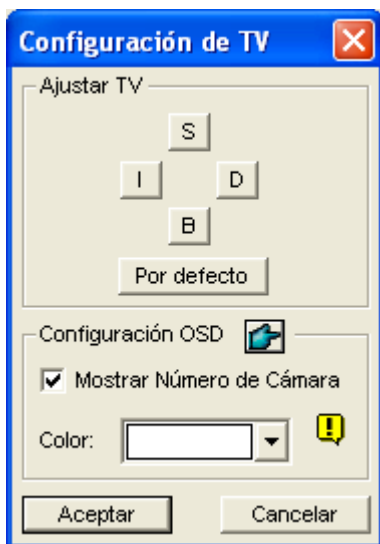 Configuración de TV
Ajustar TV
S
I D
B
Por defecto
Configuración OSD
Mostrar Número de Cámara
Color:
Aceptar Cancelar